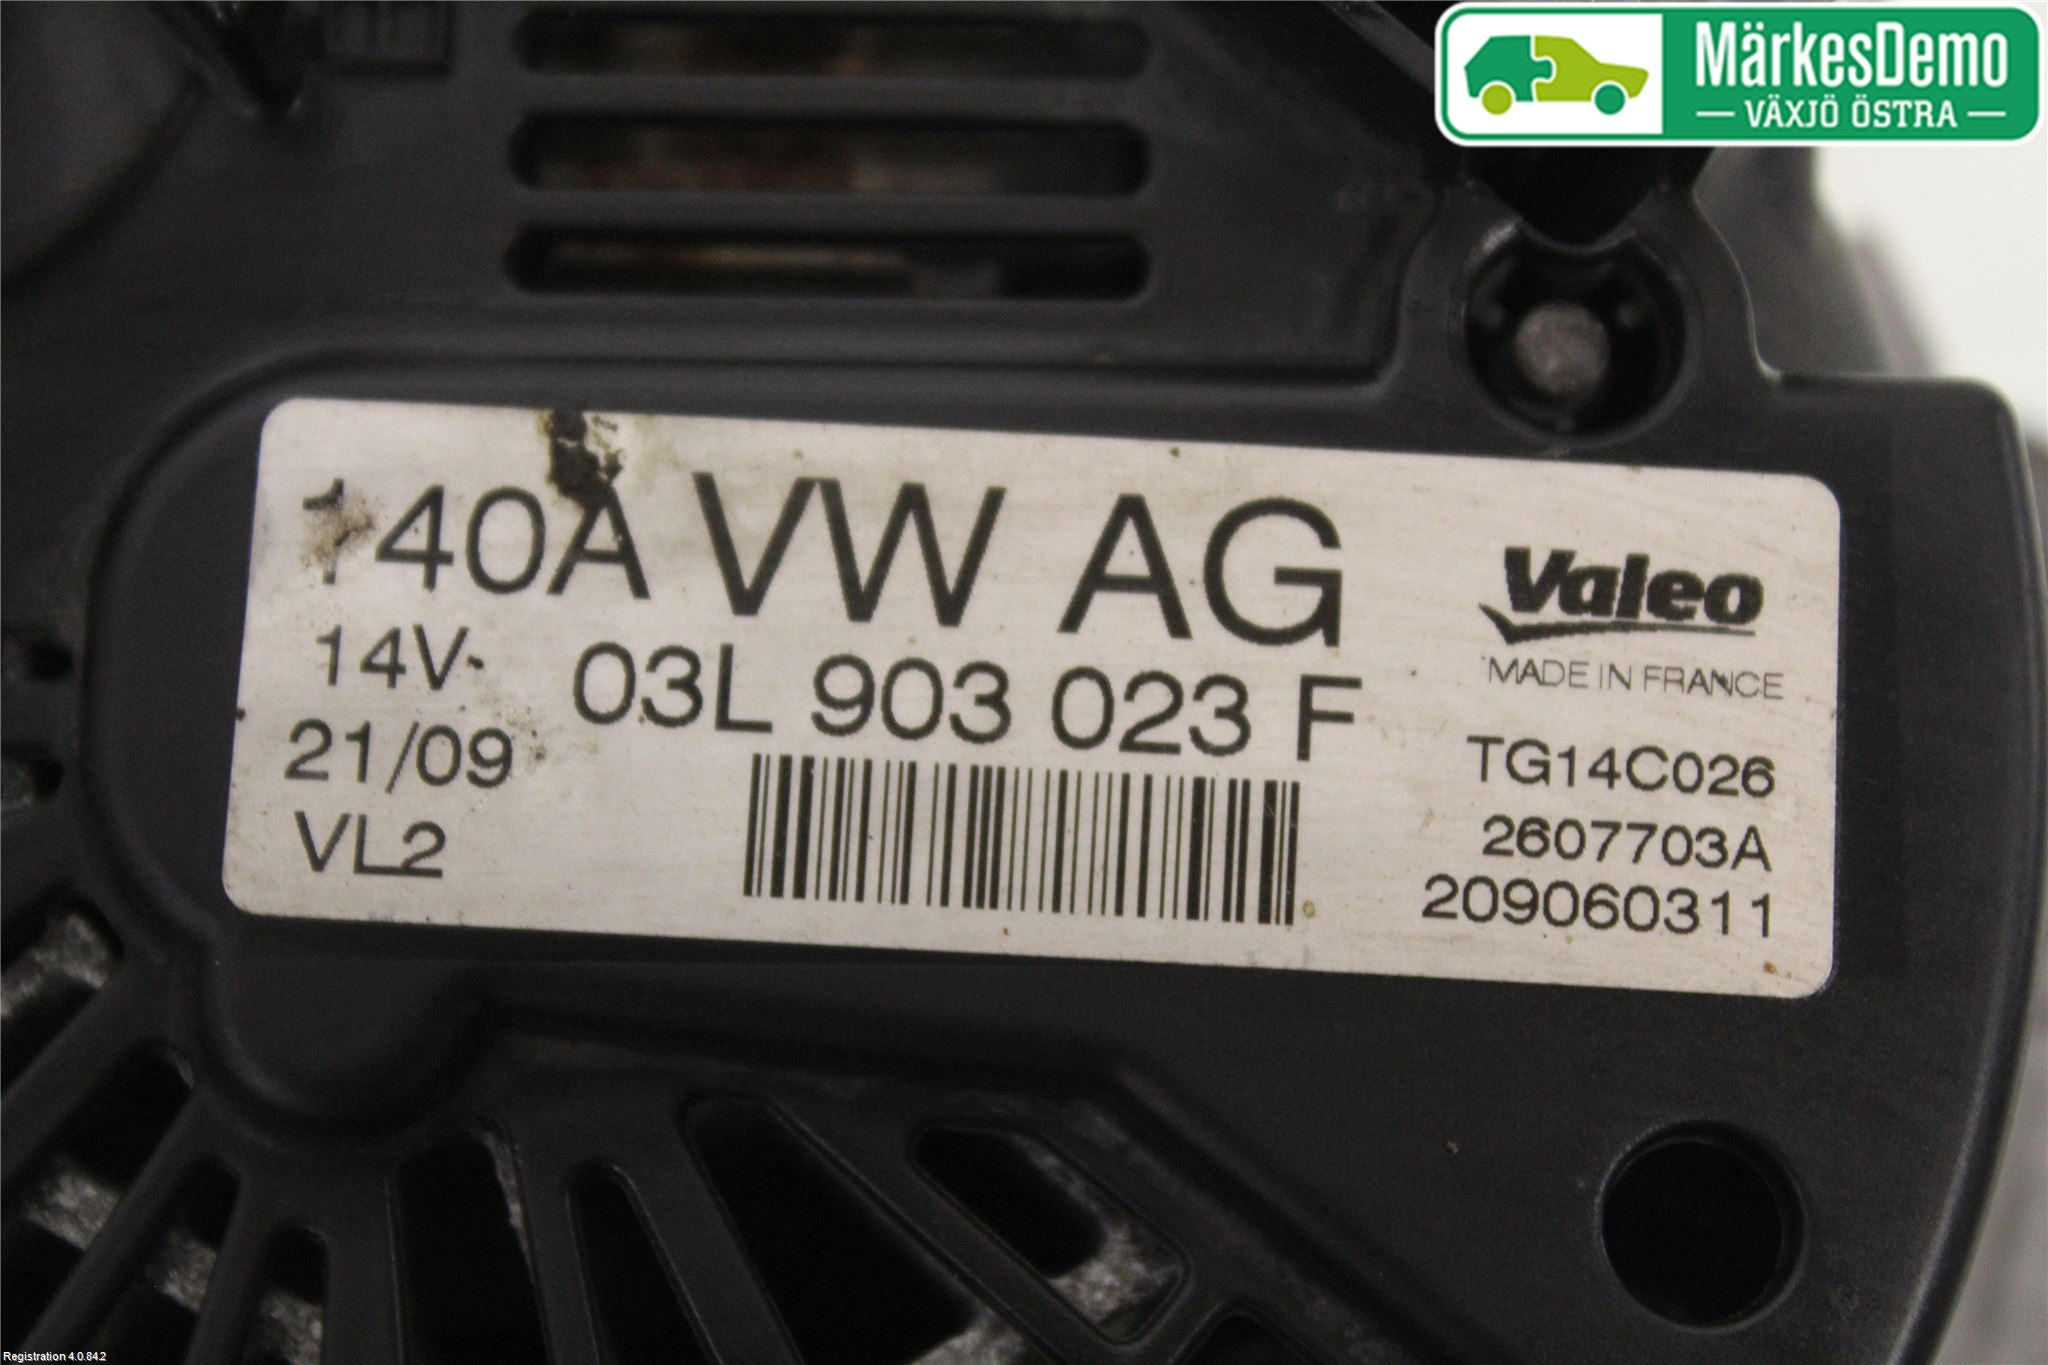 MärkesDemo
VÄXJÖ ÖSTRA
140A VW AG
14V
03L 903 023 F
21/09
VL2
Valeo
MADE IN FRANCE
TG14C026
2607703A
209060311
Registration 4.0.84.2